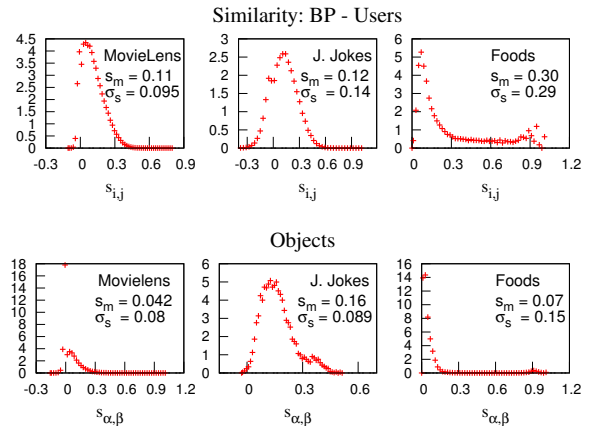 Similarity: BP - Users
MovieLens
s_m = 0.11
σ_s = 0.095
4.5
4
3.5
3
2.5
2
1.5
1
0.5
0
-0.3 0 0.3 0.6 0.9
s_i,j
J. Jokes
s_m = 0.12
σ_s = 0.14
3
2.5
2
1.5
1
0.5
0
-0.3 0 0.3 0.6 0.9
s_i,j
Foods
s_m = 0.30
σ_s = 0.29
6
5
4
3
2
1
0
0 0.3 0.6 0.9 1.2
s_i,j
Objects
Movielens
s_m = 0.042
σ_s = 0.08
18
16
14
12
10
8
6
4
2
0
-0.3 0 0.3 0.6 0.9 1.2
s_α,β
J. Jokes
s_m = 0.16
σ_s = 0.089
6
5
4
3
2
1
0
0 0.2 0.4 0.6
s_α,β
Foods
s_m = 0.07
σ_s = 0.15
16
14
12
10
8
6
4
2
0
0 0.3 0.6 0.9 1.2
s_α,β